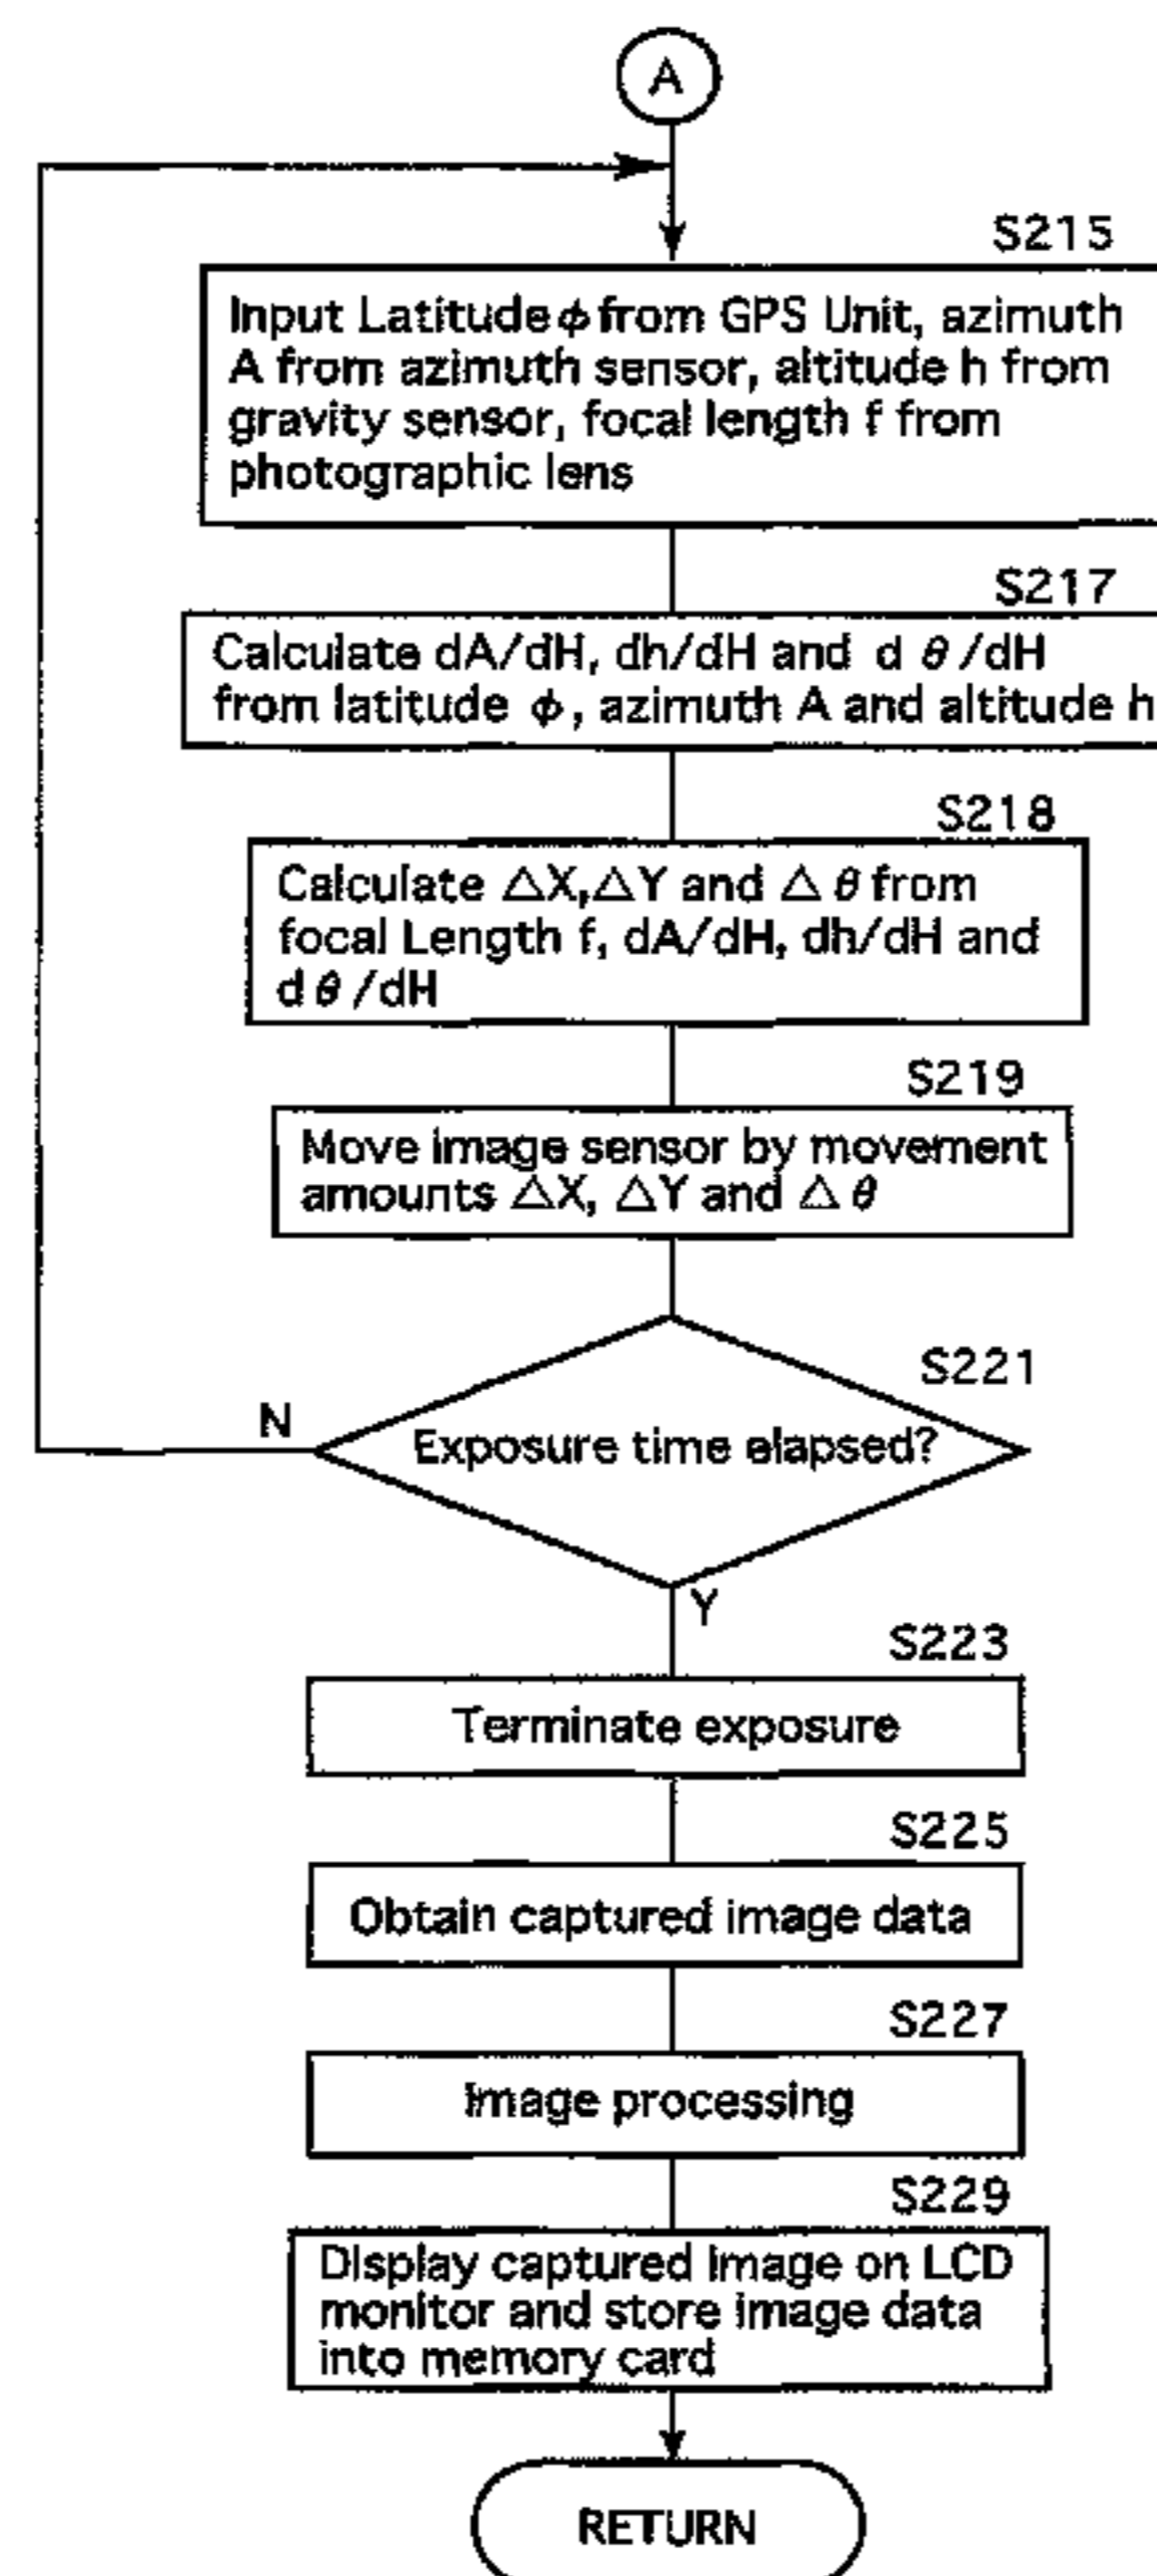 A
S215
Input Latitude ϕ from GPS Unit, azimuth
A from azimuth sensor, altitude h from
gravity sensor, focal length f from
photographic lens
S217
Calculate dA/dH, dh/dH and d θ /dH
from latitude ϕ, azimuth A and altitude h
S218
Calculate △X,△Y and △ θ from
focal Length f, dA/dH, dh/dH and
d θ /dH
S219
Move image sensor by movement
amounts △X, △Y and △ θ
S221
N
Exposure time elapsed?
Y
S223
Terminate exposure
S225
Obtain captured image data
S227
Image processing
S229
Display captured image on LCD
monitor and store image data
into memory card
RETURN